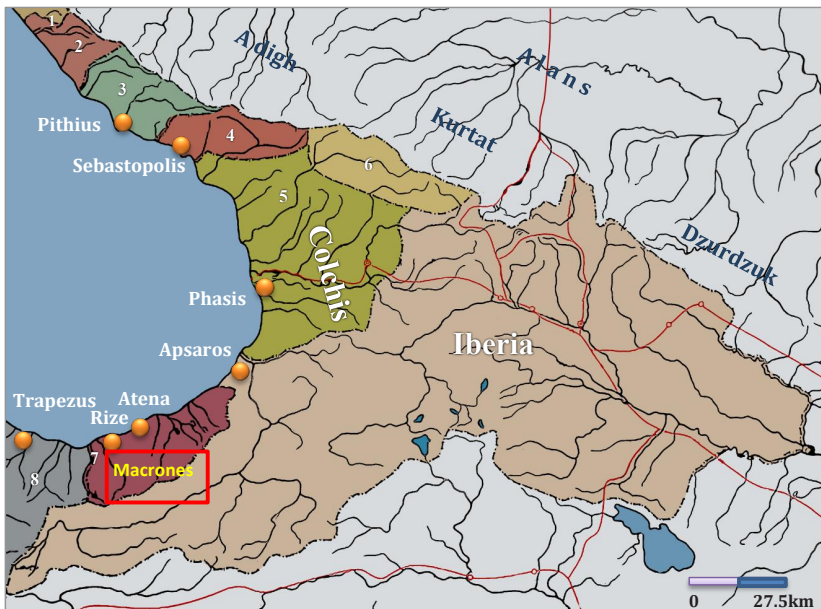 1
2
Adigh
3
Alans
Pithius
4
Kurtat
Sebastopolis
6
5
Dzurdzuk
Colchis
Phasis
Iberia
Apsaros
Trapezus
Atena
Rize
7
Macrones
8
0 27.5km